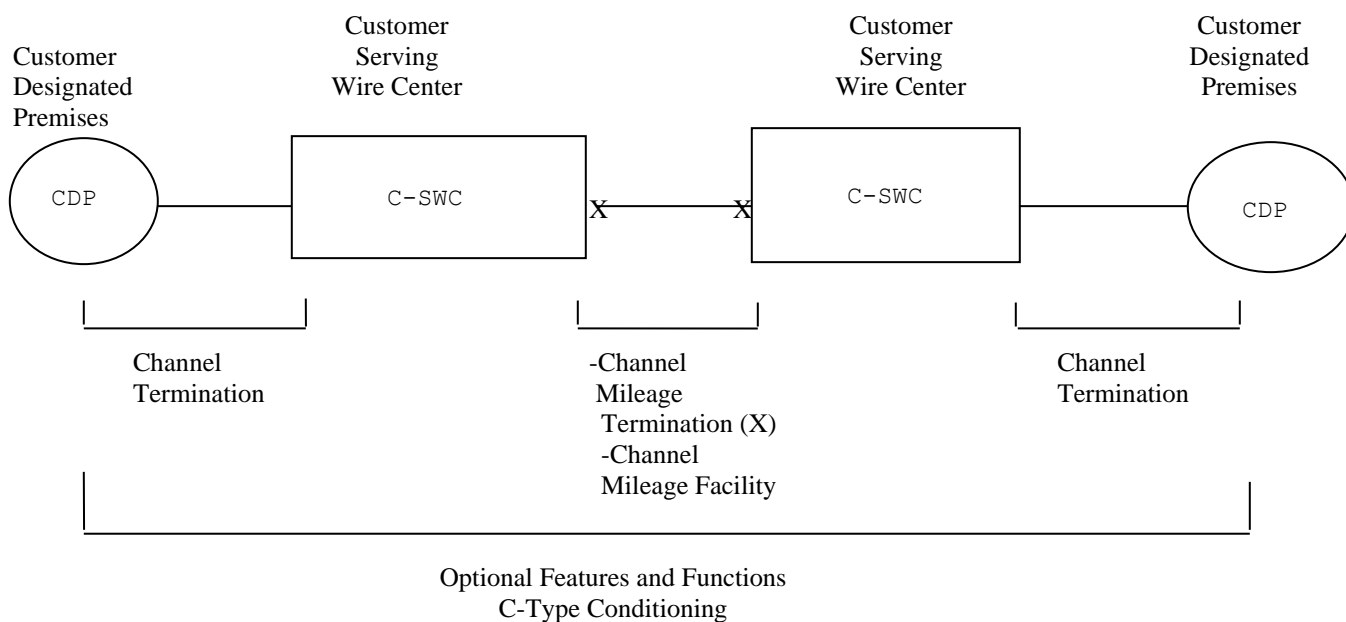 Customer
Designated
Premises
Customer
Serving
Wire Center
Customer
Serving
Wire Center
Customer
Designated
Premises
CDP
C-SWC
X
X
C-SWC
CDP
Channel
Termination
-Channel
Mileage
Termination (X)
-Channel
Mileage Facility
Channel
Termination
Optional Features and Functions
C-Type Conditioning